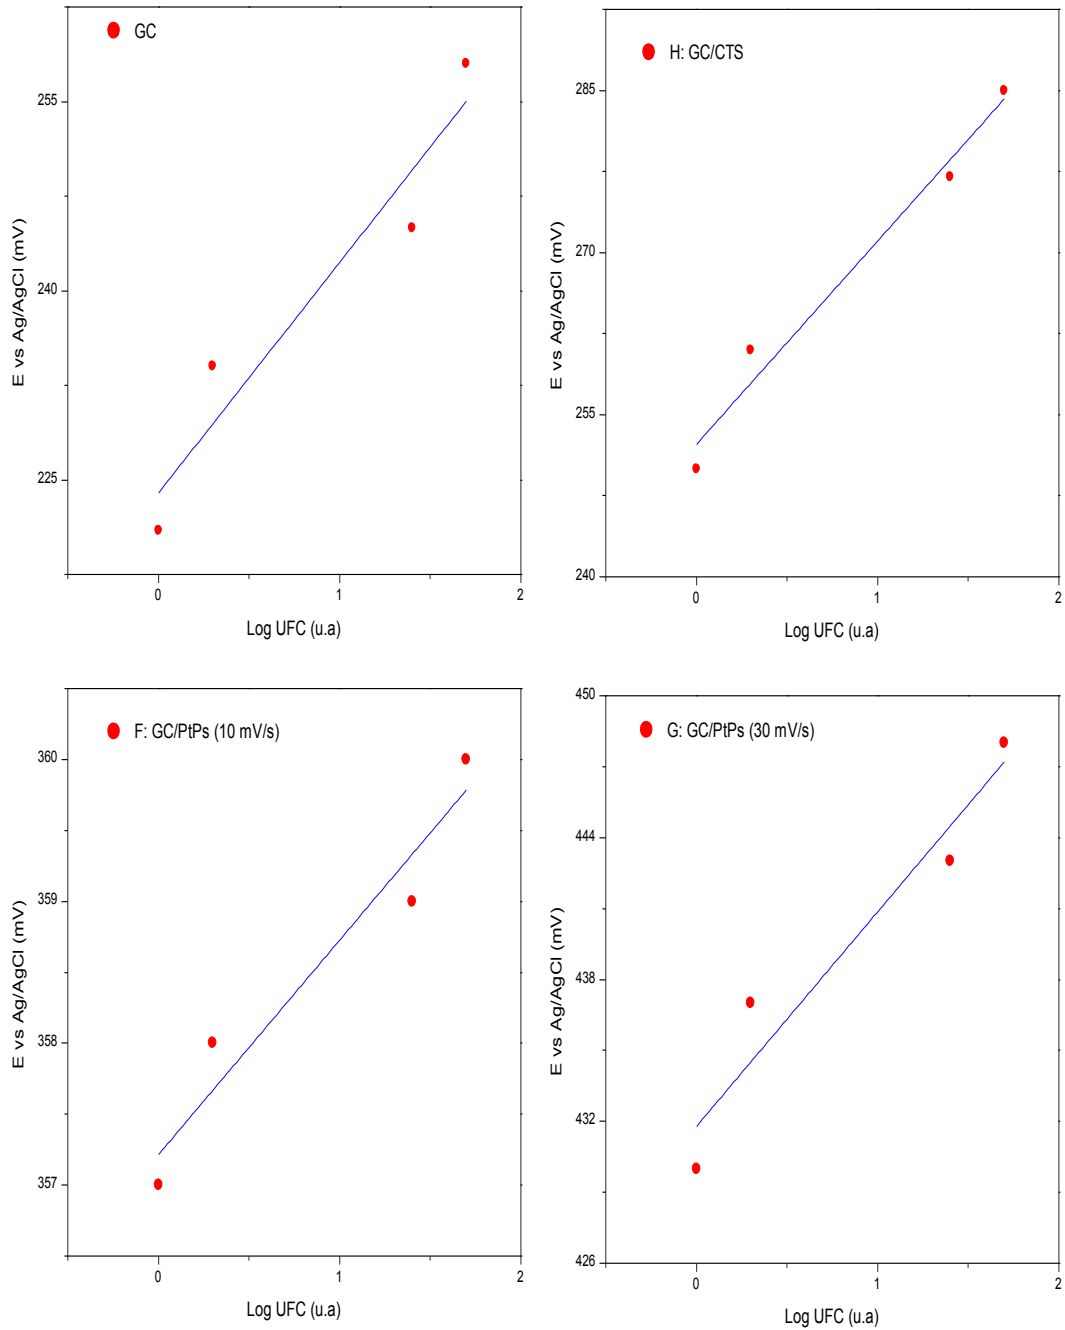 GC
255
240
225
E vs Ag/AgCl (mV)
0
1
2
Log UFC (u.a)
H: GC/CTS
285
270
255
240
E vs Ag/AgCl (mV)
0
1
2
Log UFC (u.a)
F: GC/PtPs (10 mV/s)
360
359
358
357
E vs Ag/AgCl (mV)
0
1
2
Log UFC (u.a)
G: GC/PtPs (30 mV/s)
450
444
438
432
426
E vs Ag/AgCl (mV)
0
1
2
Log UFC (u.a)